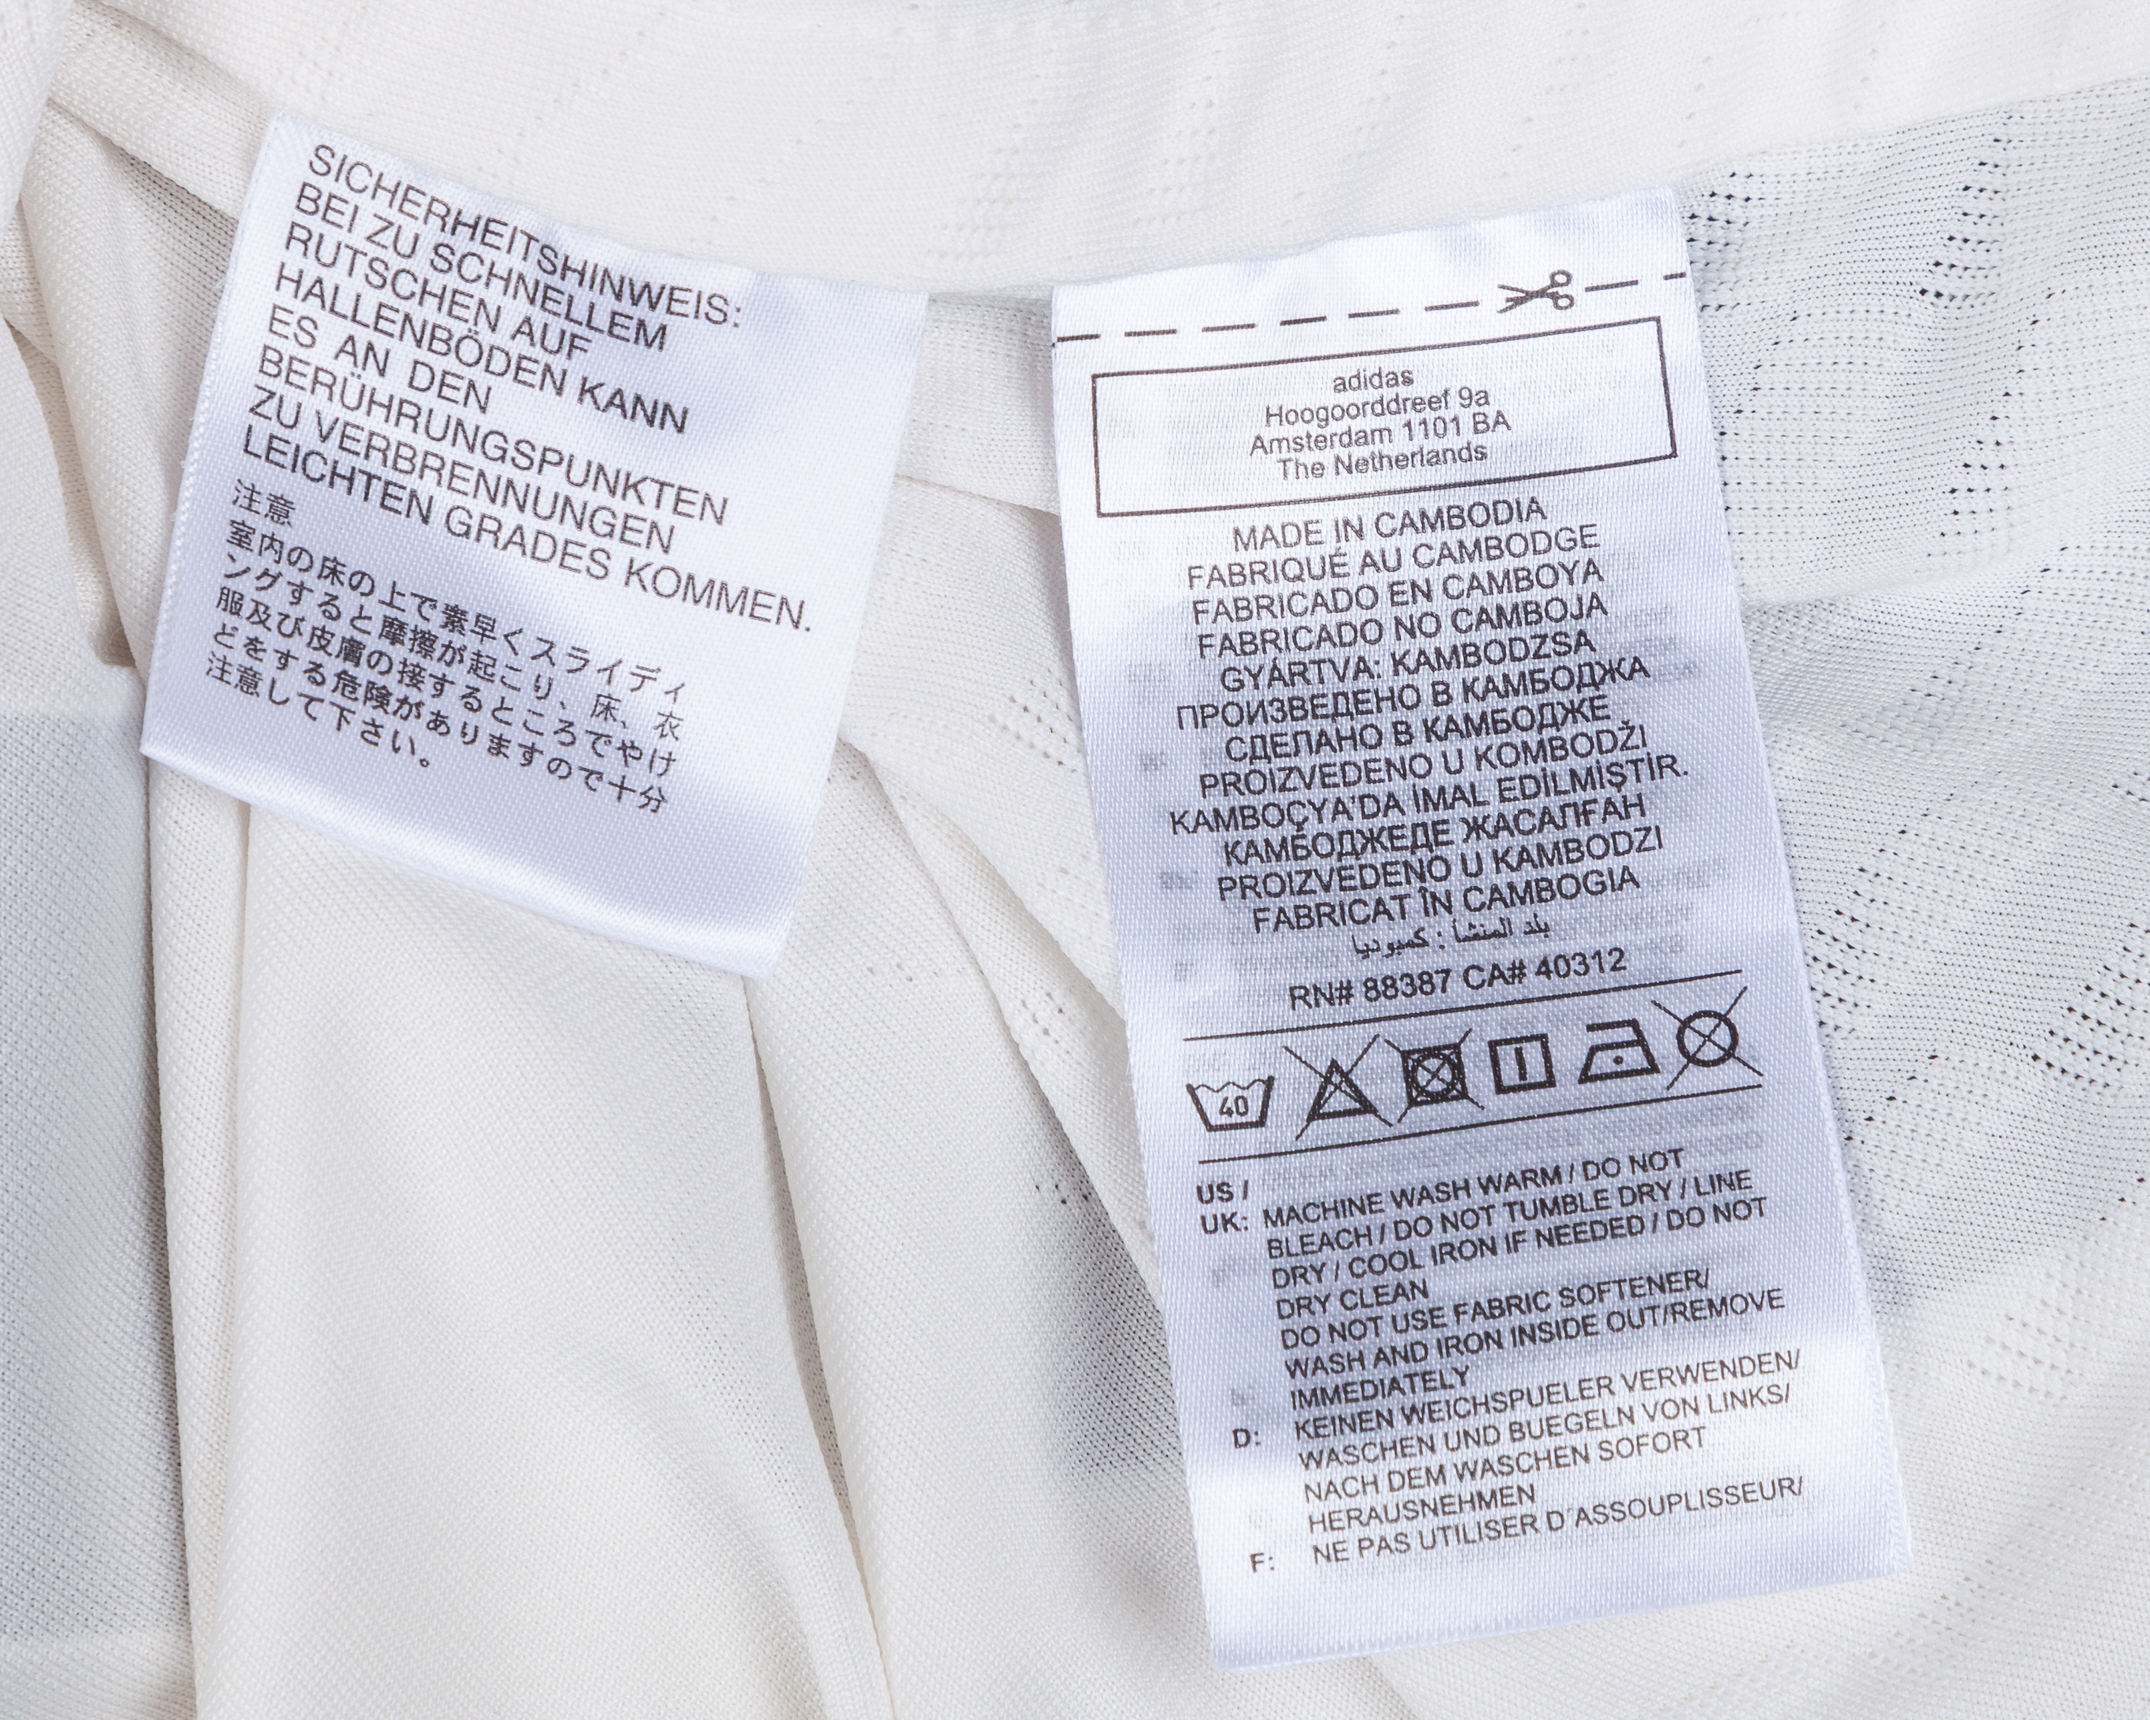 SICHERHEITSHINWEIS:
BEI ZU SCHNELLEM
RUTSCHEN AUF
HALLENBÖDEN KANN
ES AN DEN
BERÜHRUNGSPUNKTEN
ZU VERBRENNUNGEN
LEICHTEN GRADES KOMMEN.
注意
室内の床の上で素早くスライディ
ングすると摩擦が起こり、床、衣
服及び皮膚の接するところでやけ
どをする危険がありますので十分
注意して下さい。
adidas
Hoogoorddreef 9a
Amsterdam 1101 BA
The Netherlands
MADE IN CAMBODIA
FABRIQUÉ AU CAMBODGE
FABRICADO EN CAMBOYA
FABRICADO NO CAMBOJA
GYÁRTVA: KAMBODZSA
ПРОИЗВЕДЕНО В КАМБОДЖА
СДЕЛАНО В КАМБОДЖЕ
PROIZVEDENO U KOMBODŽI
KAMBOÇYA'DA İMAL EDİLMİŞTİR.
КАМБОДЖЕДЕ ЖАСАЛҒАН
PROIZVEDENO U KAMBODZI
FABRICAT ÎN CAMBOGIA
بلد المنشا : كمبوديا
RN# 88387 CA# 40312
40
US /
UK: MACHINE WASH WARM / DO NOT
BLEACH / DO NOT TUMBLE DRY / LINE
DRY / COOL IRON IF NEEDED / DO NOT
DRY CLEAN
DO NOT USE FABRIC SOFTENER/
WASH AND IRON INSIDE OUT/REMOVE
IMMEDIATELY
D: KEINEN WEICHSPUELER VERWENDEN/
WASCHEN UND BUEGELN VON LINKS/
NACH DEM WASCHEN SOFORT
HERAUSNEHMEN
F: NE PAS UTILISER D´ASSOUPLISSEUR/